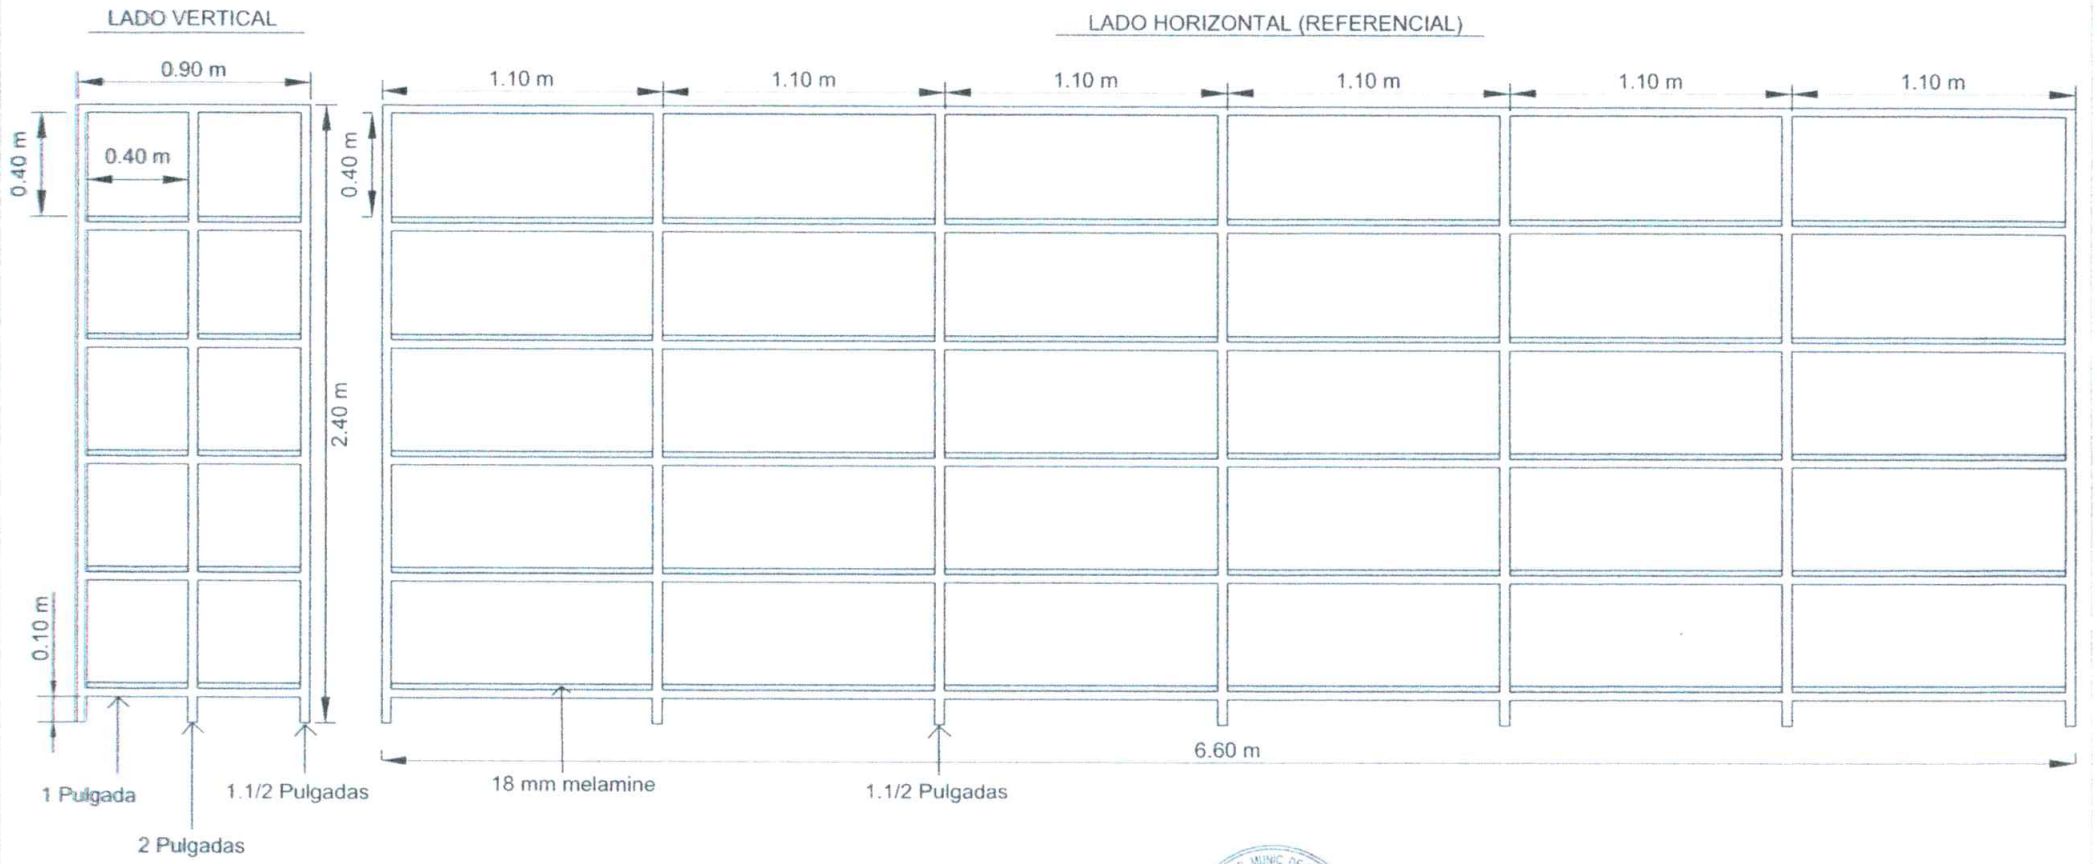 LADO VERTICAL
LADO HORIZONTAL (REFERENCIAL)
0.90 m
1.10 m
1.10 m
1.10 m
1.10 m
1.10 m
1.10 m
0.40 m
0.40 m
0.40 m
2.40 m
0.10 m
6.60 m
1 Pulgada
1.1/2 Pulgadas
18 mm melamine
1.1/2 Pulgadas
2 Pulgadas
MUNIC. DE